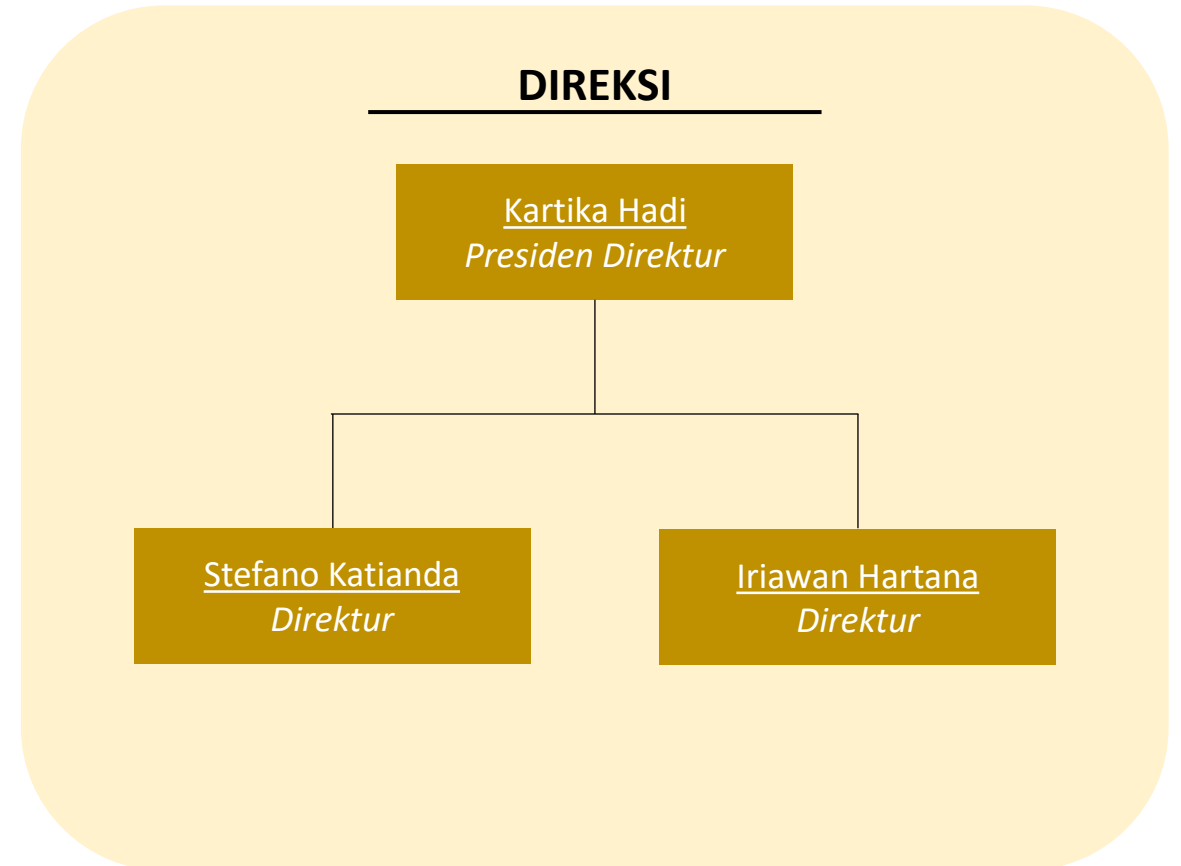 DIREKSI
Kartika Hadi
Presiden Direktur
Stefano Katianda
Direktur
Iriawan Hartana
Direktur